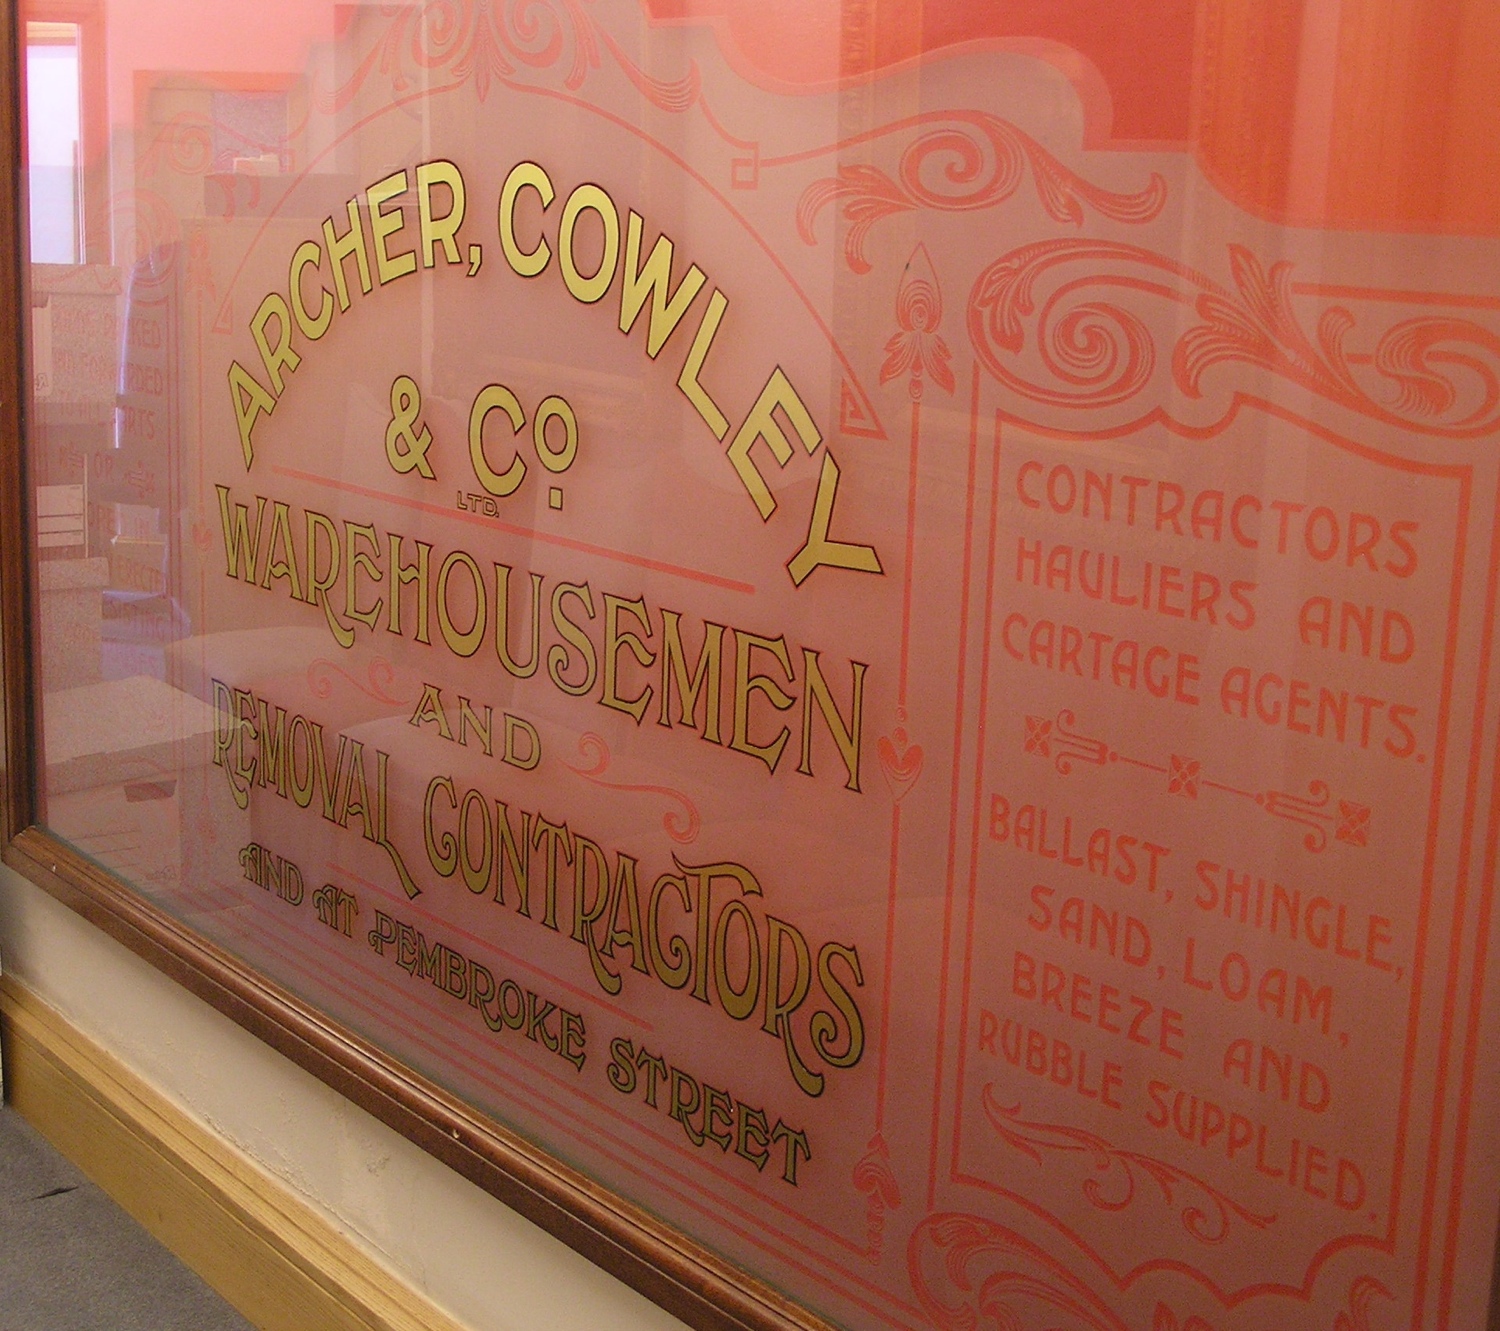 ARCHER, COWLEY
& Co.
LTD.
WAREHOUSEMEN
AND
REMOVAL CONTRACTORS
AND AT PEMBROKE STREET
CONTRACTORS
HAULIERS AND
CARTAGE AGENTS.
BALLAST, SHINGLE,
SAND, LOAM,
BREEZE AND
RUBBLE SUPPLIED.